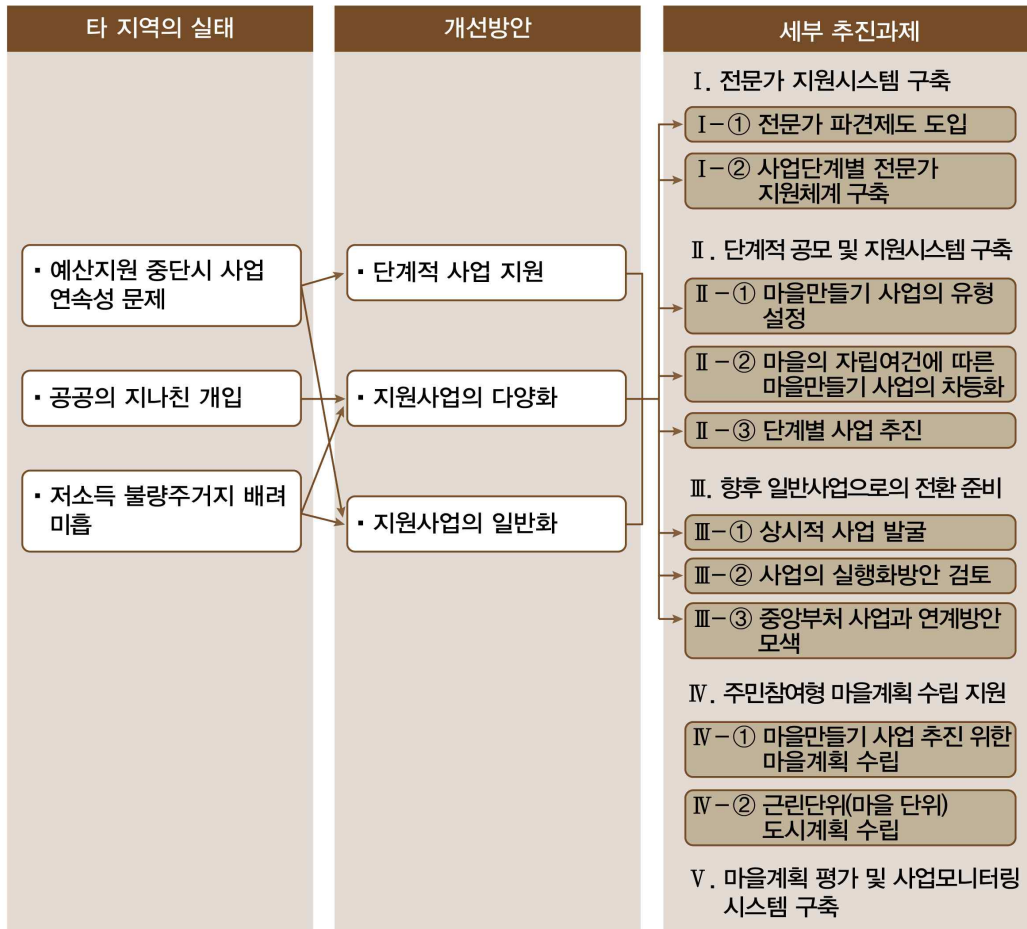 타 지역의 실태
개선방안
세부 추진과제
▪ 예산지원 중단시 사업
연속성 문제
▪ 공공의 지나친 개입
▪ 저소득 불량주거지 배려
미흡
▪ 단계적 사업 지원
▪ 지원사업의 다양화
▪ 지원사업의 일반화
Ⅰ. 전문가 지원시스템 구축
Ⅰ-① 전문가 파견제도 도입
Ⅰ-② 사업단계별 전문가
지원체계 구축
Ⅱ. 단계적 공모 및 지원시스템 구축
Ⅱ-① 마을만들기 사업의 유형
설정
Ⅱ-② 마을의 자립여건에 따른
마을만들기 사업의 차등화
Ⅱ-③ 단계별 사업 추진
Ⅲ. 향후 일반사업으로의 전환 준비
Ⅲ-① 상시적 사업 발굴
Ⅲ-② 사업의 실행화방안 검토
Ⅲ-③ 중앙부처 사업과 연계방안
모색
Ⅳ. 주민참여형 마을계획 수립 지원
Ⅳ-① 마을만들기 사업 추진 위한
마을계획 수립
Ⅳ-② 근린단위(마을 단위)
도시계획 수립
Ⅴ. 마을계획 평가 및 사업모니터링
시스템 구축